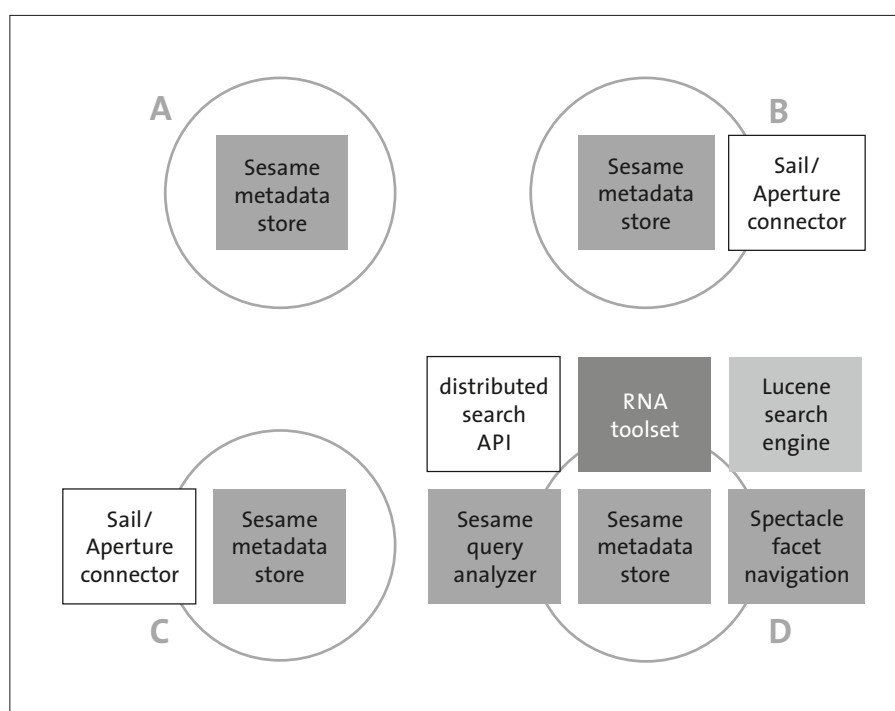 A
Sesame
metadata
store
B
Sesame
metadata
store
Sail/
Aperture
connector
Sail/
Aperture
connector
Sesame
metadata
store
C
distributed
search
API
RNA
toolset
Lucene
search
engine
Sesame
query
analyzer
Sesame
metadata
store
Spectacle
facet
navigation
D